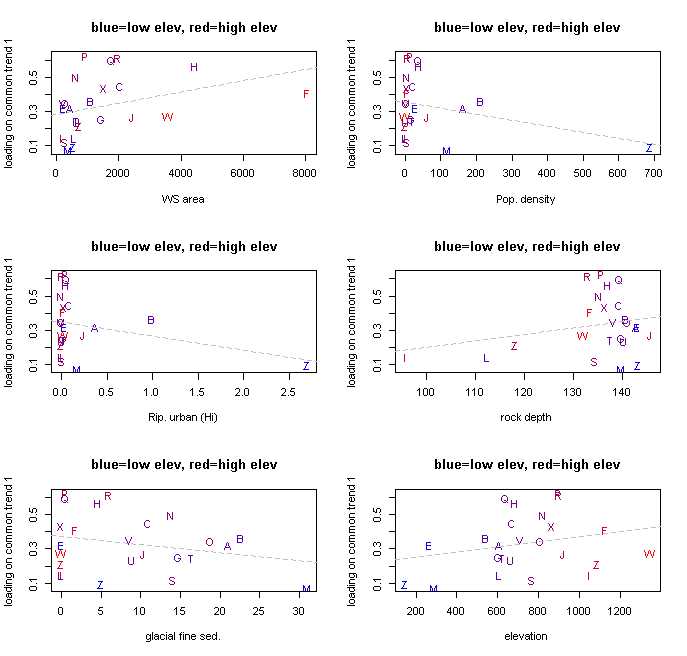 blue=low elev, red=high elev
loading on common trend 1
0.1 0.3 0.5
0 2000 4000 6000 8000
WS area
blue=low elev, red=high elev
loading on common trend 1
0.1 0.3 0.5
0 100 200 300 400 500 600 700
Pop. density
blue=low elev, red=high elev
loading on common trend 1
0.1 0.3 0.5
0.0 0.5 1.0 1.5 2.0 2.5
Rip. urban (Hi)
blue=low elev, red=high elev
loading on common trend 1
0.1 0.3 0.5
100 110 120 130 140
rock depth
blue=low elev, red=high elev
loading on common trend 1
0.1 0.3 0.5
0 5 10 15 20 25 30
glacial fine sed.
blue=low elev, red=high elev
loading on common trend 1
0.1 0.3 0.5
200 400 600 800 1000 1200
elevation